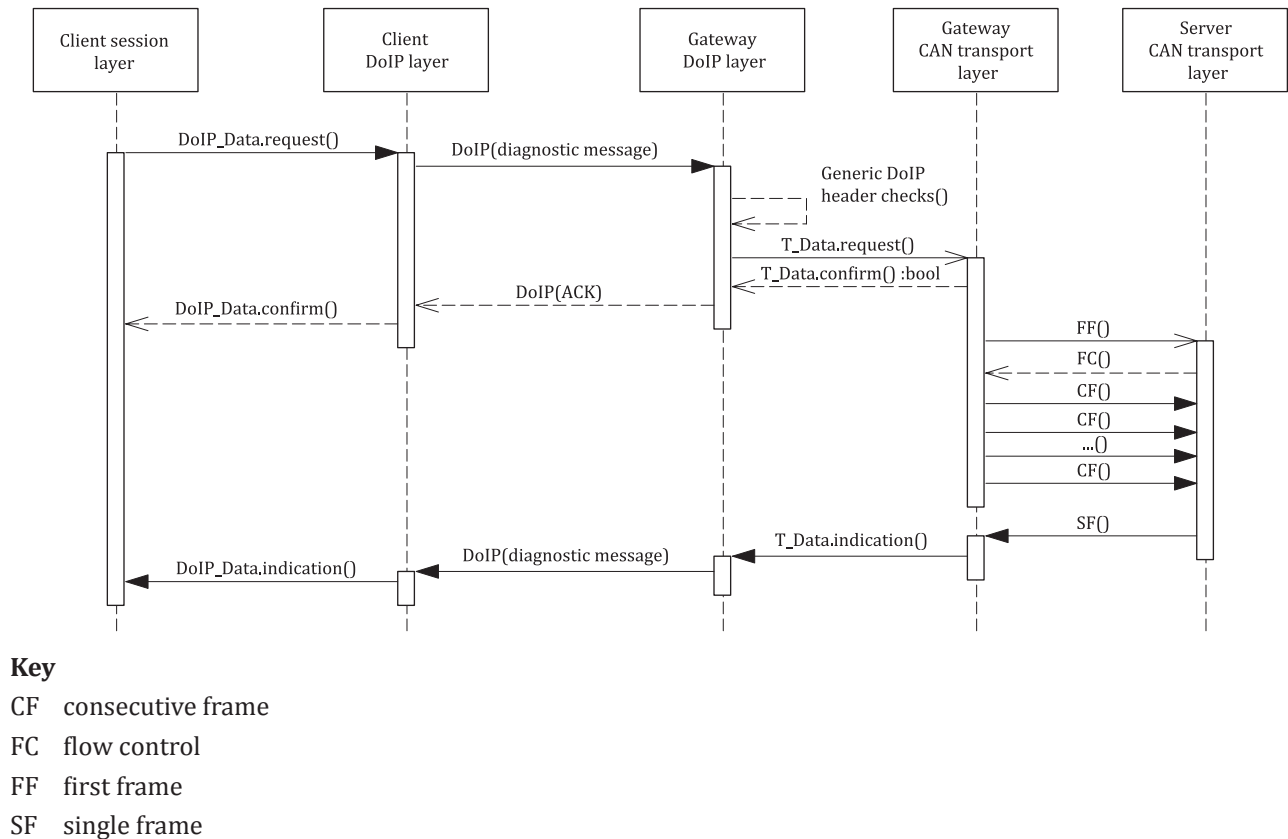 Client session
layer
Client
DoIP layer
Gateway
DoIP layer
Gateway
CAN transport
layer
Server
CAN transport
layer
DoIP_Data.request()
DoIP(diagnostic message)
Generic DoIP
header checks()
T_Data.request()
T_Data.confirm() :bool
DoIP(ACK)
DoIP_Data.confirm()
FF()
FC()
CF()
CF()
...()
CF()
SF()
T_Data.indication()
DoIP(diagnostic message)
DoIP_Data.indication()
Key
CF consecutive frame
FC flow control
FF first frame
SF single frame